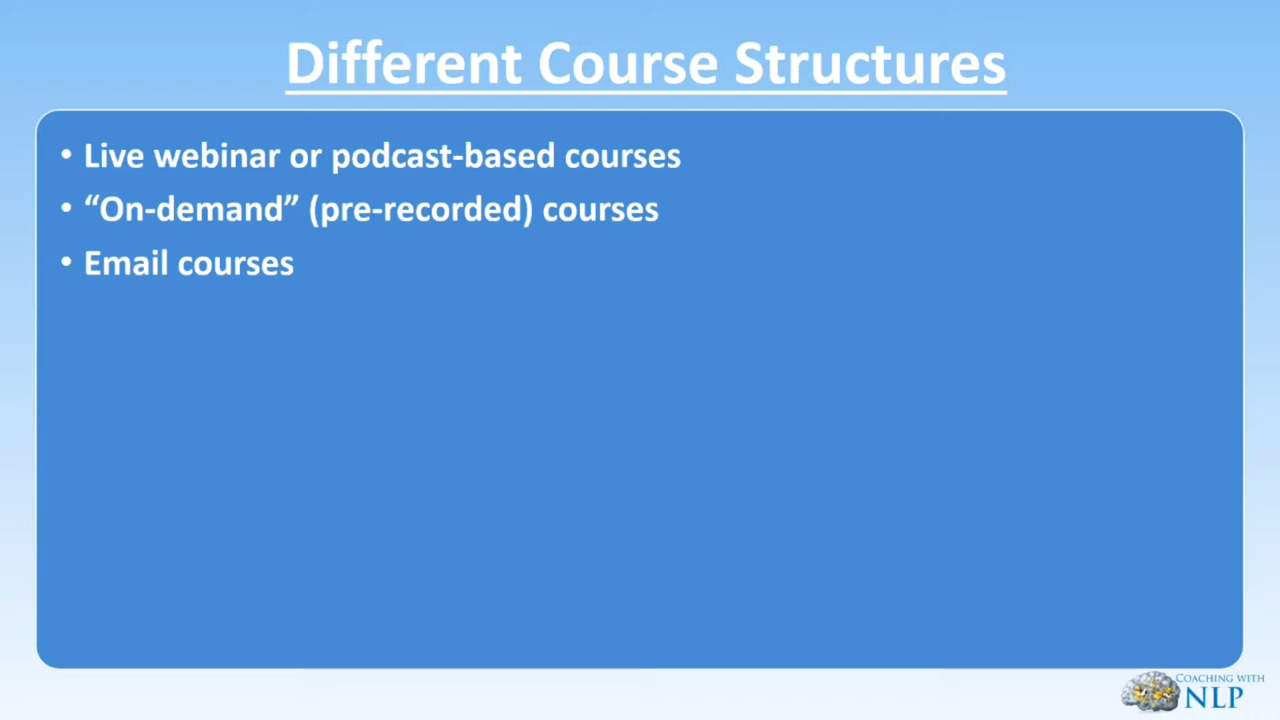 Different Course Structures
• Live webinar or podcast-based courses
• “On-demand” (pre-recorded) courses
• Email courses
COACHING WITH
NLP